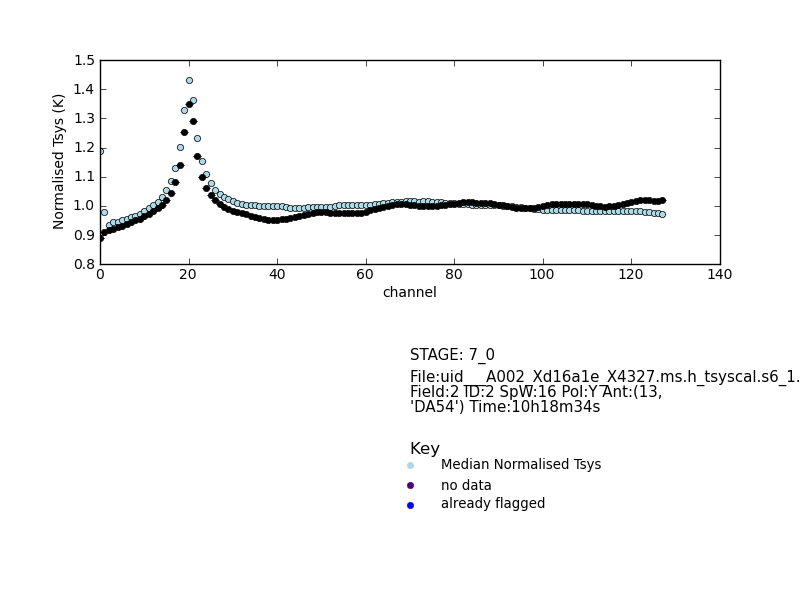 1.5
1.4
1.3
1.2
1.1
1.0
0.9
0.8
Normalised Tsys (K)
0 20 40 60 80 100 120 140
channel
STAGE: 7_0
File:uid___A002_Xd16a1e_X4327.ms.h_tsyscal.s6_1.
Field:2 ID:2 SpW:16 Pol:Y Ant:(13,
'DA54') Time:10h18m34s
Key
Median Normalised Tsys
no data
already flagged